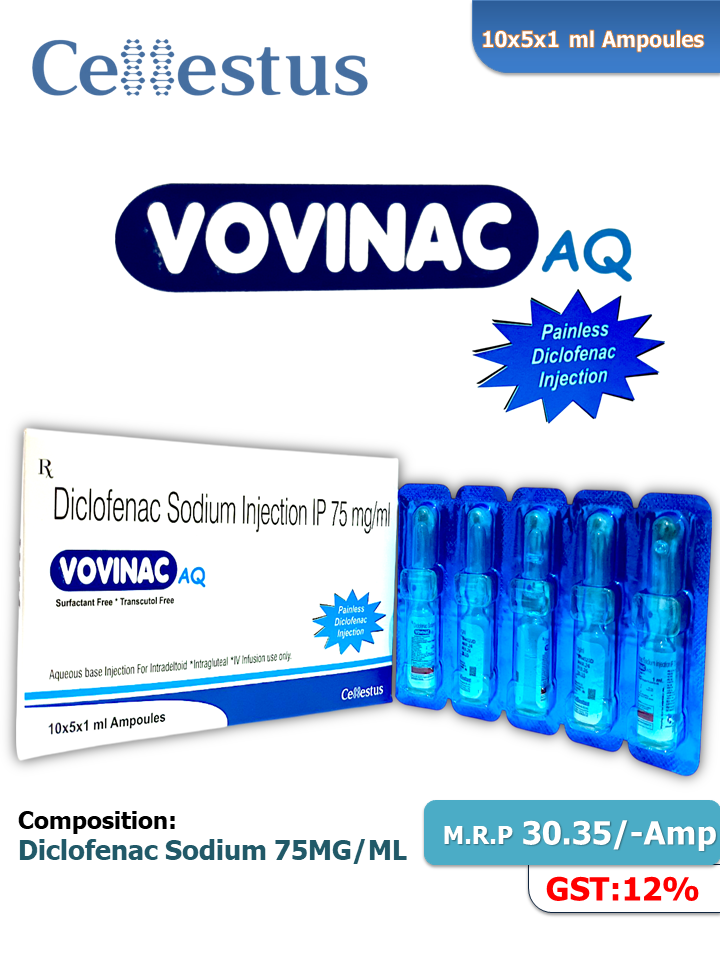 Cellestus
10x5x1 ml Ampoules
VOVINAC AQ
Painless
Diclofenac
Injection
Rx
Diclofenac Sodium Injection IP 75 mg/ml
VOVINAC AQ
Surfactant Free * Transcutol Free
Painless
Diclofenac
Injection
Aqueous base Injection For Intradeltoid *Intragluteal *IV Infusion use only.
Cellestus
10x5x1 ml Ampoules
Composition:
Diclofenac Sodium 75MG/ML
M.R.P 30.35/-Amp
GST:12%